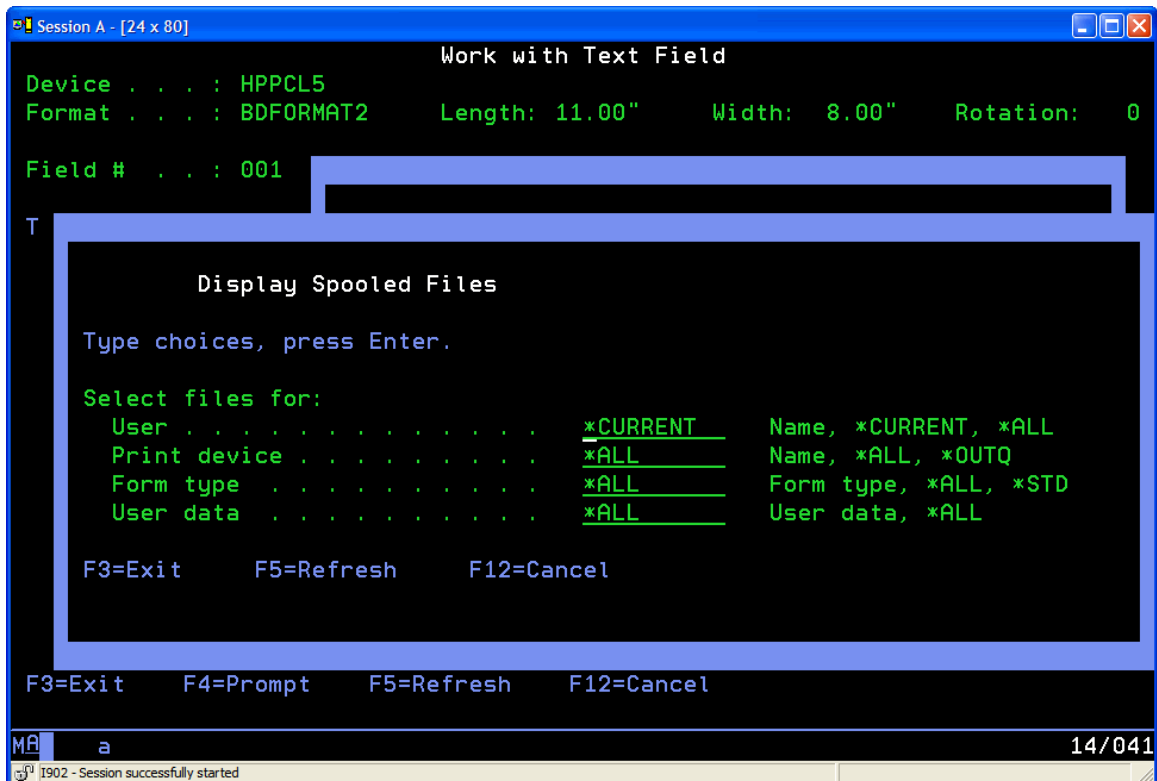 Session A - [24 x 80]
Work with Text Field
Device . . . : HPPCL5
Format . . . : BDFORMAT2 Length: 11.00" Width: 8.00" Rotation: 0
Field # . . : 001
T
Display Spooled Files
Type choices, press Enter.
Select files for:
User . . . . . . . . . . . . . *CURRENT Name, *CURRENT, *ALL
Print device . . . . . . . . . *ALL Name, *ALL, *OUTQ
Form type . . . . . . . . . . *ALL Form type, *ALL, *STD
User data . . . . . . . . . . *ALL User data, *ALL
F3=Exit F5=Refresh F12=Cancel
F3=Exit F4=Prompt F5=Refresh F12=Cancel
MA a 14/041
I902 - Session successfully started